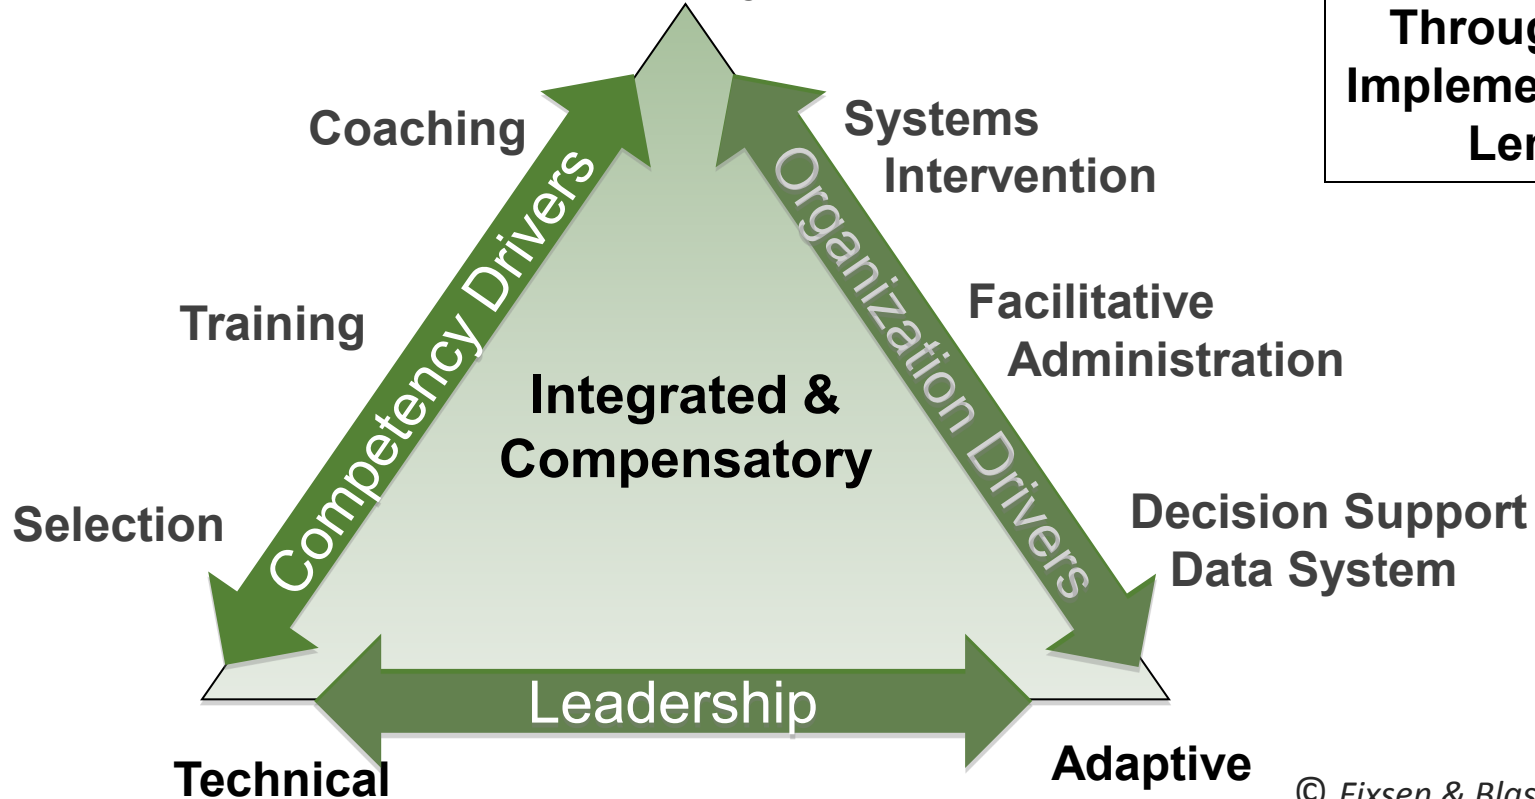 Coaching
Training
Selection
Competency Drivers
Integrated &
Compensatory
Organization Drivers
Systems
Intervention
Facilitative
Administration
Decision Support
Data System
Leadership
Technical
Adaptive
©